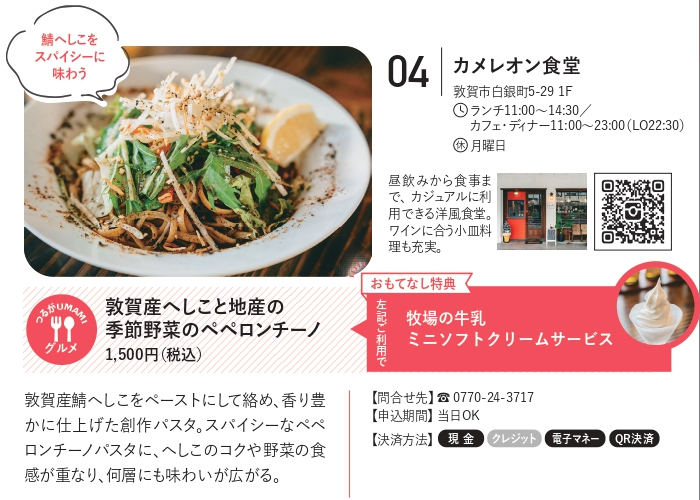 鯖へしこを
スパイシーに
味わう
04
カメレオン食堂
敦賀市白銀町5-29 1F
ランチ11:00〜14:30／
カフェ・ディナー11:00〜23:00（LO22:30）
休 月曜日
昼飲みから食事ま
で、カジュアルに利
用できる洋風食堂。
ワインに合う小皿料
理も充実。
つるがUMAMI
グルメ
敦賀産へしこと地産の
季節野菜のペペロンチーノ
1,500円（税込）
おもてなし特典
左記ご利用で
牧場の牛乳
ミニソフトクリームサービス
敦賀産鯖へしこをペーストにして絡め、香り豊
かに仕上げた創作パスタ。スパイシーなペペ
ロンチーノパスタに、へしこのコクや野菜の食
感が重なり、何層にも味わいが広がる。
【問合せ先】☎ 0770-24-3717
【申込期間】当日OK
【決済方法】 現金 クレジット 電子マネー QR決済